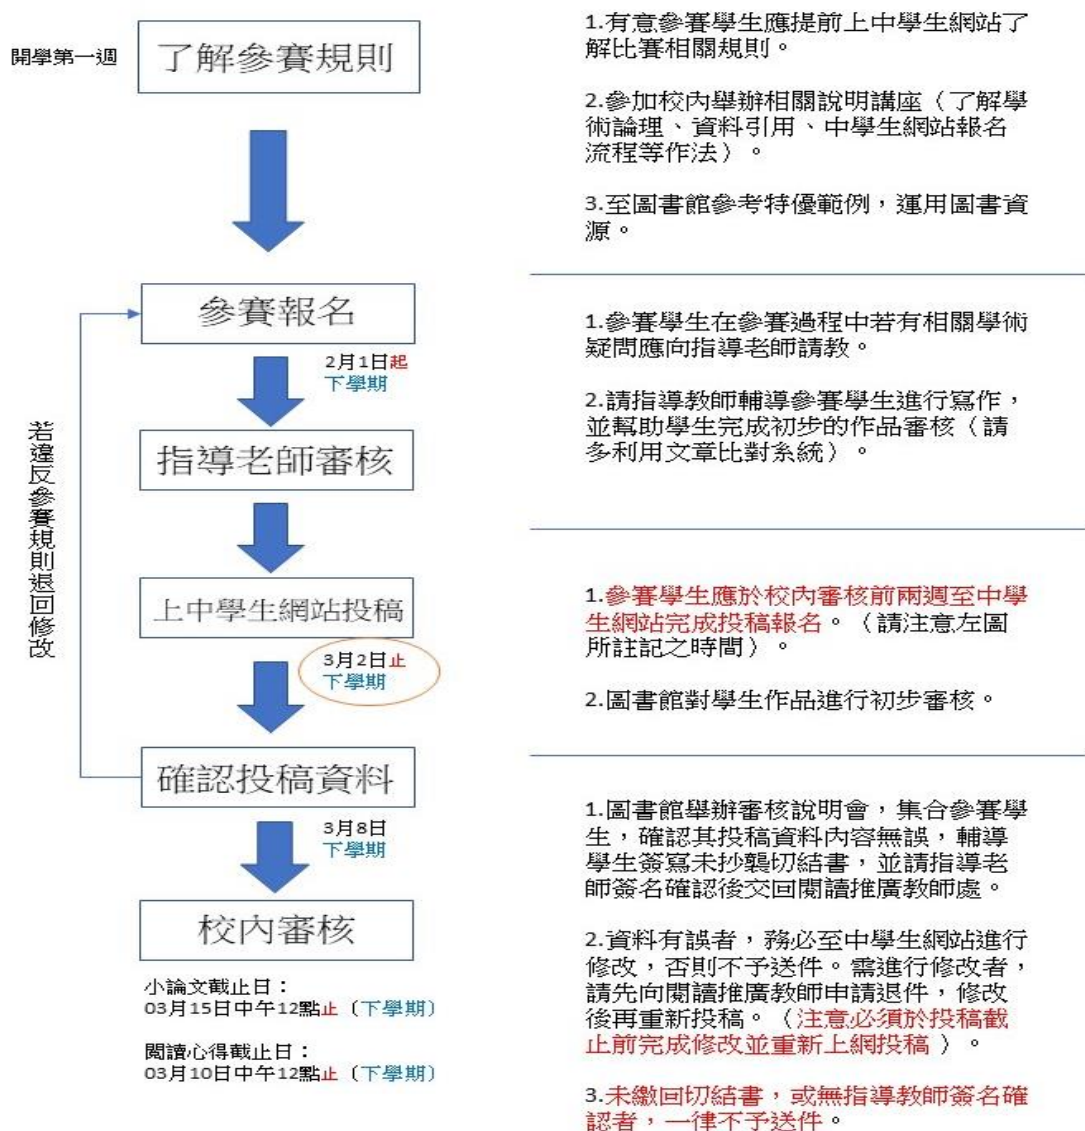 開學第一週
了解參賽規則
1.有意參賽學生應提前上中學生網站了
解比賽相關規則。
2.參加校內舉辦相關說明講座（了解學
術論理、資料引用、中學生網站報名
流程等作法）。
3.至圖書館參考特優範例，運用圖書資
源。
參賽報名
2月1日起
下學期
指導老師審核
1.參賽學生在參賽過程中若有相關學術
疑問應向指導老師請教。
2.請指導教師輔導參賽學生進行寫作，
並幫助學生完成初步的作品審核（請
多利用文章比對系統）。
若違反參賽規則退回修改
上中學生網站投稿
3月2日止
下學期
1.參賽學生應於校內審核前兩週至中學
生網站完成投稿報名。（請注意左圖
所註記之時間）。
2.圖書館對學生作品進行初步審核。
確認投稿資料
3月8日
下學期
校內審核
小論文截止日：
03月15日中午12點止（下學期）
閱讀心得截止日：
03月10日中午12點止（下學期）
1.圖書館舉辦審核說明會，集合參賽學
生，確認其投稿資料內容無誤，輔導
學生簽寫未抄襲切結書，並請指導老
師簽名確認後交回閱讀推廣教師處。
2.資料有誤者，務必至中學生網站進行
修改，否則不予送件。需進行修改者，
請先向閱讀推廣教師申請退件，修改
後再重新投稿。（注意必須於投稿截
止前完成修改並重新上網投稿）。
3.未繳回切結書，或無指導教師簽名確
認者，一律不予送件。